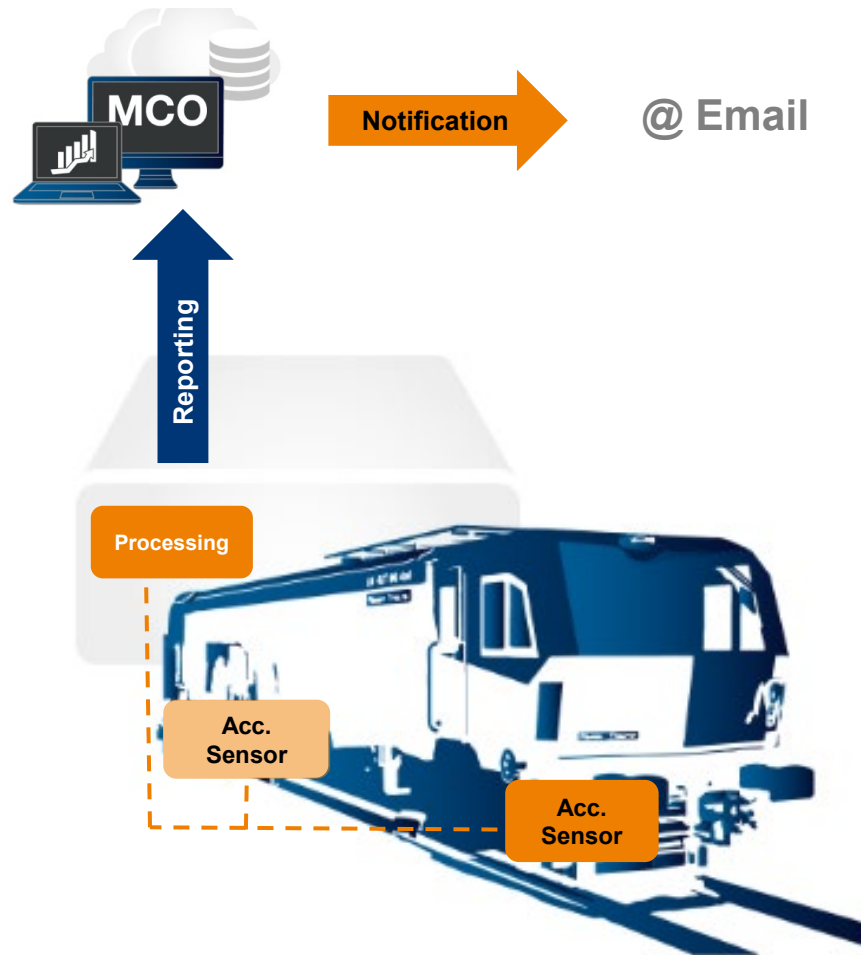 MCO
Notification
@ Email
Reporting
Processing
Acc.
Sensor
Acc.
Sensor